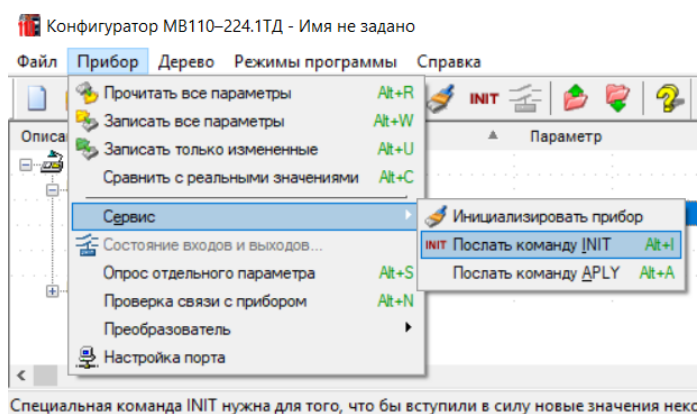 Конфигуратор МВ110–224.1ТД - Имя не задано
Файл Прибор Дерево Режимы программы Справка
Прочитать все параметры Alt+R
INIT
Записать все параметры Alt+W
Параметр
Записать только измененные Alt+U
Сравнить с реальными значениями Alt+C
Сервис
Инициализировать прибор
Состояние входов и выходов...
INIT Послать команду INIT Alt+I
Опрос отдельного параметра Alt+S
Послать команду APLY Alt+A
Проверка связи с прибором Alt+N
Преобразователь
Настройка порта
Специальная команда INIT нужна для того, что бы вступили в силу новые значения